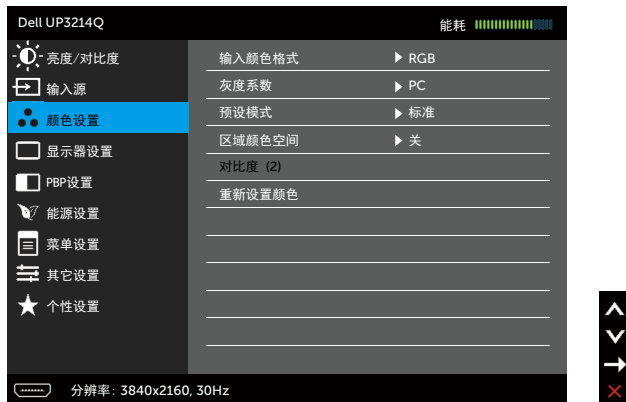 Dell UP3214Q
能耗
亮度/对比度
输入源
颜色设置
显示器设置
PBP设置
能源设置
菜单设置
其它设置
个性设置
输入颜色格式 RGB
灰度系数 PC
预设模式 标准
区域颜色空间 关
对比度 (2)
重新设置颜色
分辨率: 3840x2160, 30Hz